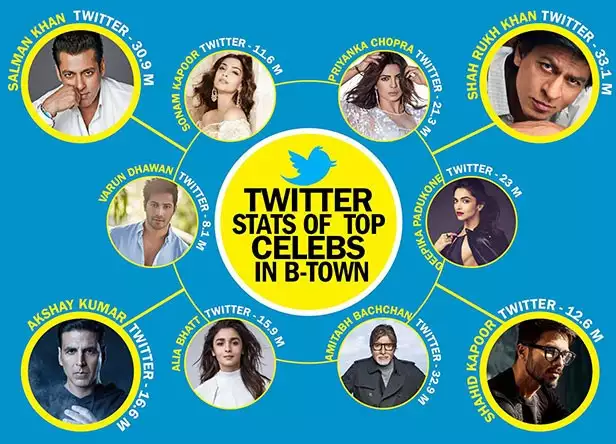 SALMAN KHAN TWITTER - 30.9 M
SONAM KAPOOR TWITTER - 11.6 M
PRIYANKA CHOPRA TWITTER - 21.3 M
SHAH RUKH KHAN TWITTER - 33.1 M
VARUN DHAWAN TWITTER - 8.1 M
TWITTER
STATS OF TOP
CELEBS
IN B-TOWN
DEEPIKA PADUKONE TWITTER - 23 M
AKSHAY KUMAR TWITTER - 16.6 M
ALIA BHATT TWITTER - 15.9 M
AMITABH BACHCHAN TWITTER - 32.9 M
SHAHID KAPOOR TWITTER - 12.6 M